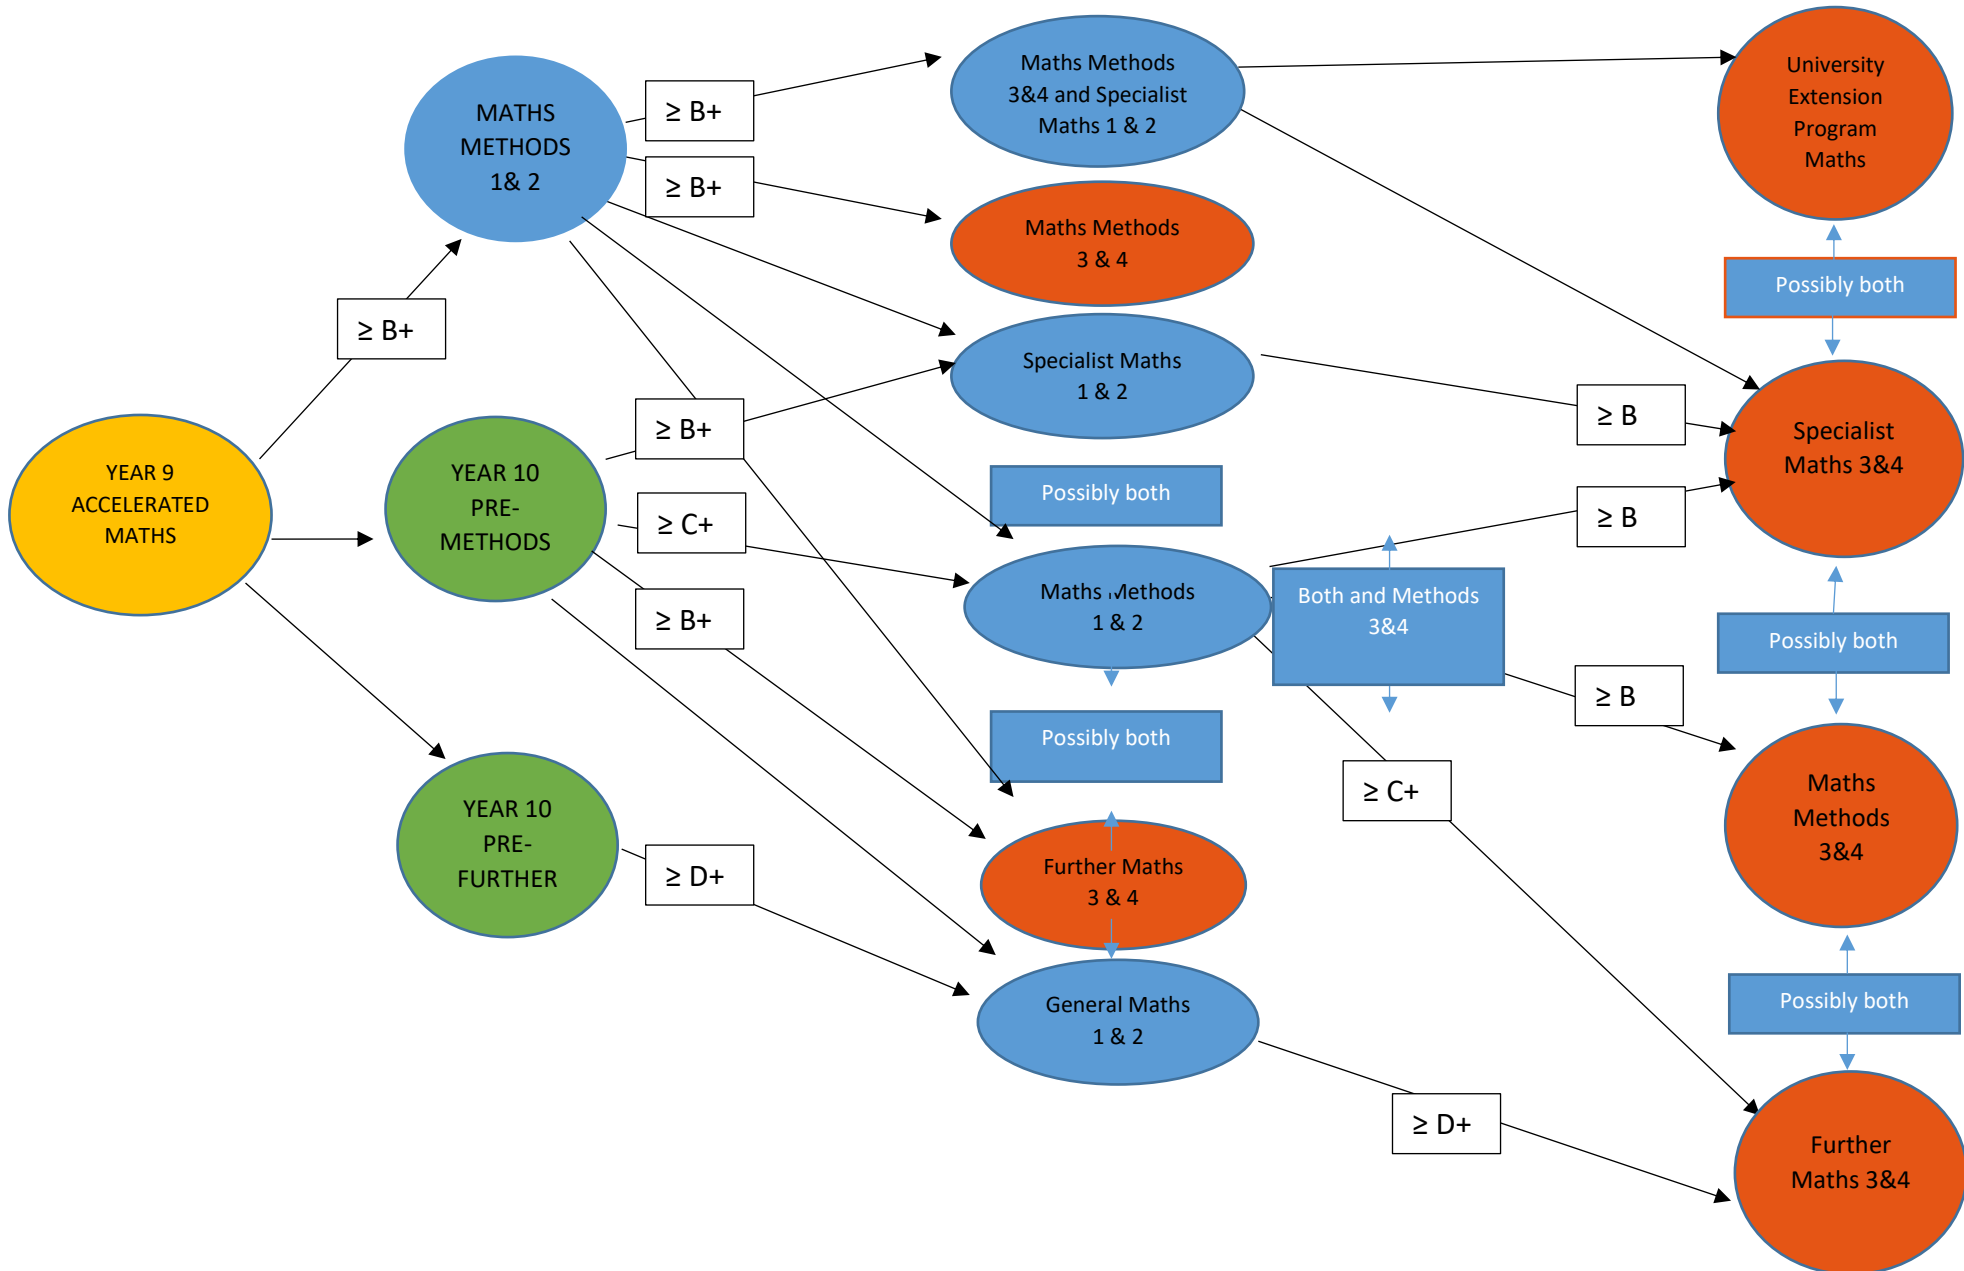 YEAR 9
ACCELERATED
MATHS
≥ B+
MATHS
METHODS
1& 2
YEAR 10
PRE-
METHODS
YEAR 10
PRE-
FURTHER
≥ B+
≥ B+
≥ B+
≥ C+
≥ B+
≥ D+
Maths Methods
3&4 and Specialist
Maths 1 & 2
Maths Methods
3 & 4
Specialist Maths
1 & 2
Possibly both
Maths Methods
1 & 2
Possibly both
Further Maths
3 & 4
General Maths
1 & 2
Both and Methods
3&4
≥ B
≥ B
≥ B
≥ C+
≥ D+
University
Extension
Program
Maths
Possibly both
Specialist
Maths 3&4
Possibly both
Maths
Methods
3&4
Possibly both
Further
Maths 3&4